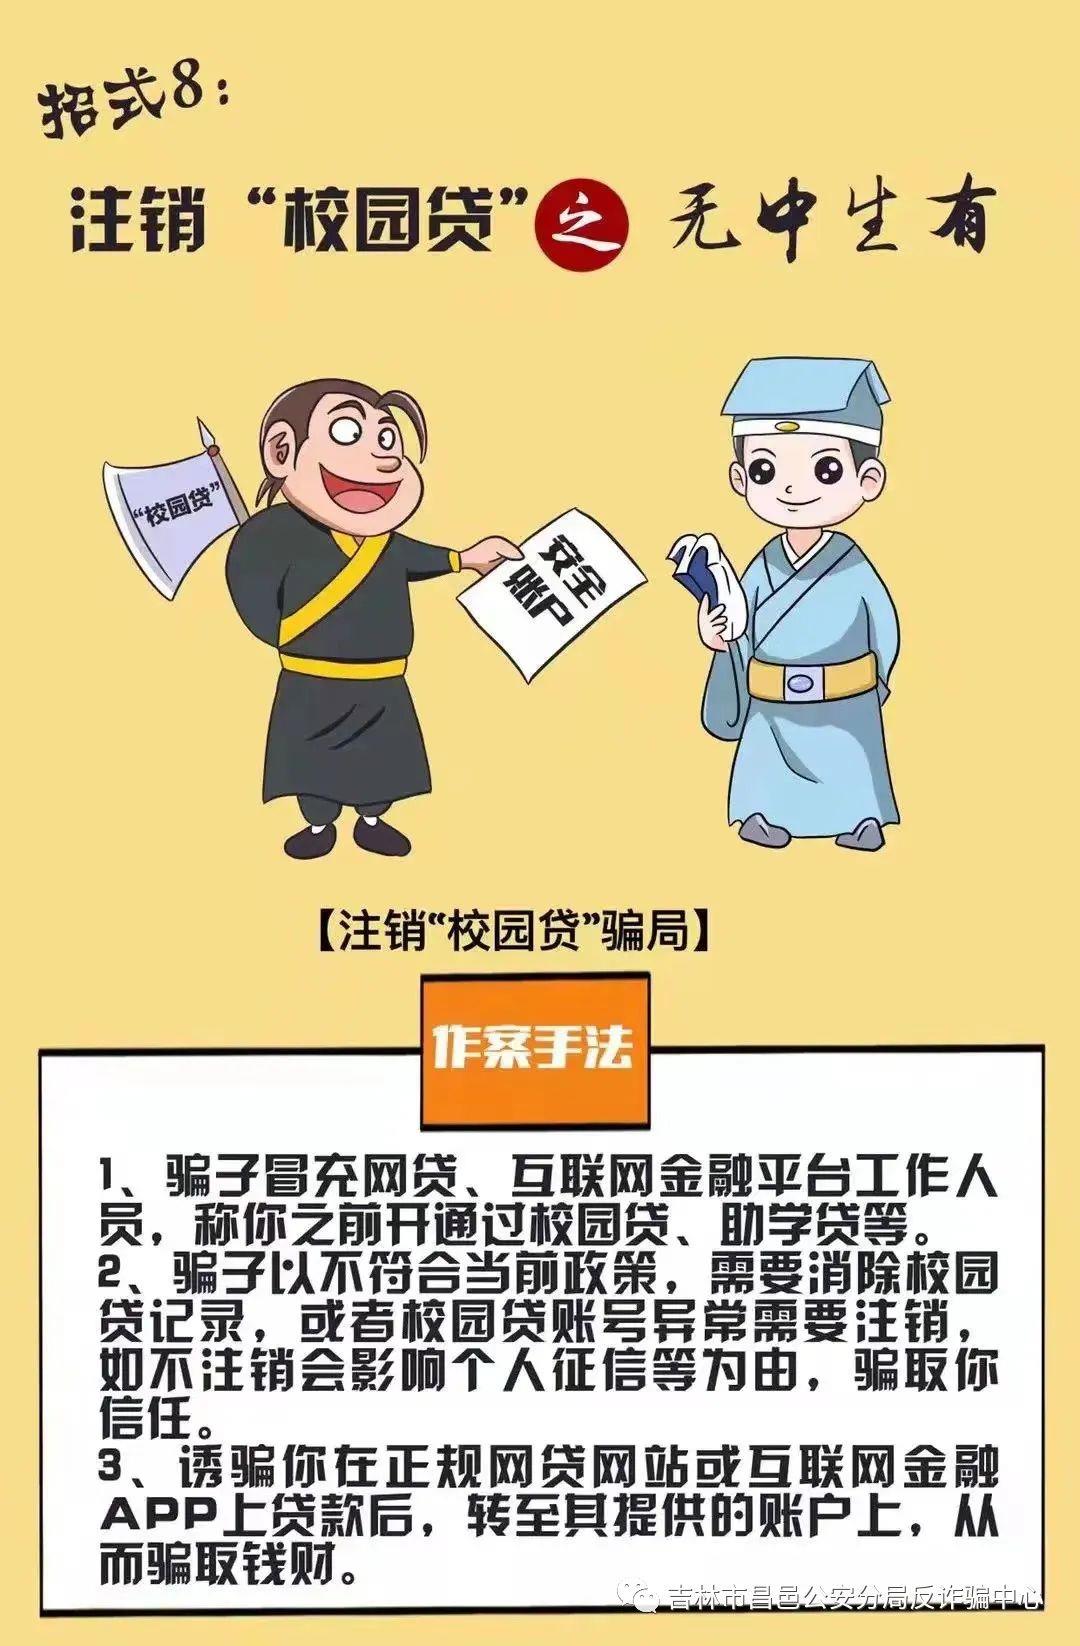 招式8：
注销“校园贷”之 无中生有
“校园贷”
安全
账户
【注销“校园贷”骗局】
作案手法
1、骗子冒充网贷、互联网金融平台工作人
员，称你之前开通过校园贷、助学贷等。
2、骗子以不符合当前政策，需要消除校园
贷记录，或者校园贷账号异常需要注销，
如不注销会影响个人征信等为由，骗取你
信任。
3、诱骗你在正规网贷网站或互联网金融
APP上贷款后，转至其提供的账户上，从
而骗取钱财。
吉林市昌邑公安分局反诈骗中心